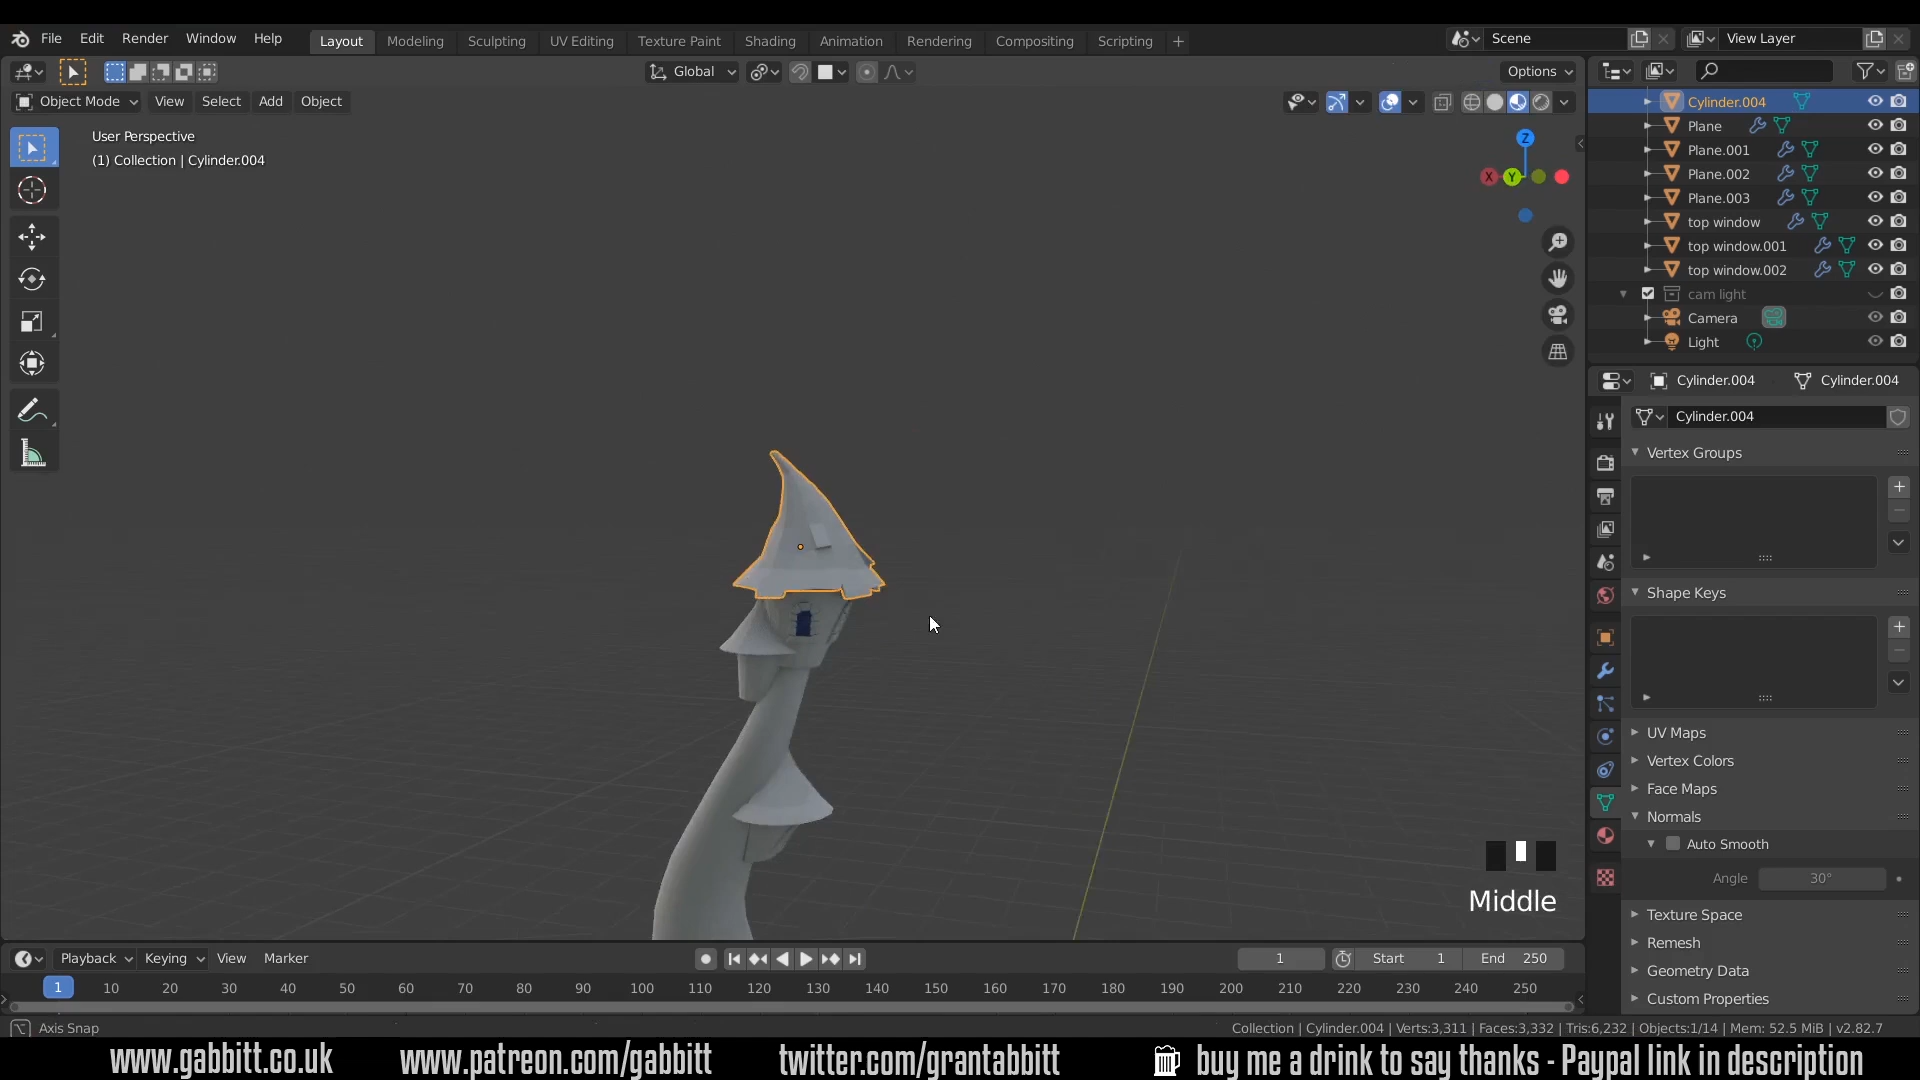 File Edit Render Window Help Layout Modeling Sculpting UV Editing Texture Paint Shading Animation Rendering Compositing Scripting + Scene View Layer
Global Options
Object Mode View Select Add Object
User Perspective
(1) Collection | Cylinder.004
Z
X Y
Cylinder.004
Plane
Plane.001
Plane.002
Plane.003
top window
top window.001
top window.002
cam light
Camera
Light
Cylinder.004 Cylinder.004
Cylinder.004
Vertex Groups
Shape Keys
UV Maps
Vertex Colors
Face Maps
Normals
Auto Smooth
Angle 30°
Texture Space
Remesh
Geometry Data
Custom Properties
Middle
Playback Keying View Marker 1 Start 1 End 250
1 10 20 30 40 50 60 70 80 90 100 110 120 130 140 150 160 170 180 190 200 210 220 230 240 250
Axis Snap Collection | Cylinder.004 | Verts:3,311 | Faces:3,332 | Tris:6,232 | Objects:1/14 | Mem: 52.5 MiB | v2.82.7
www.gabbitt.co.uk www.patreon.com/gabbitt twitter.com/grantabbitt buy me a drink to say thanks - Paypal link in description